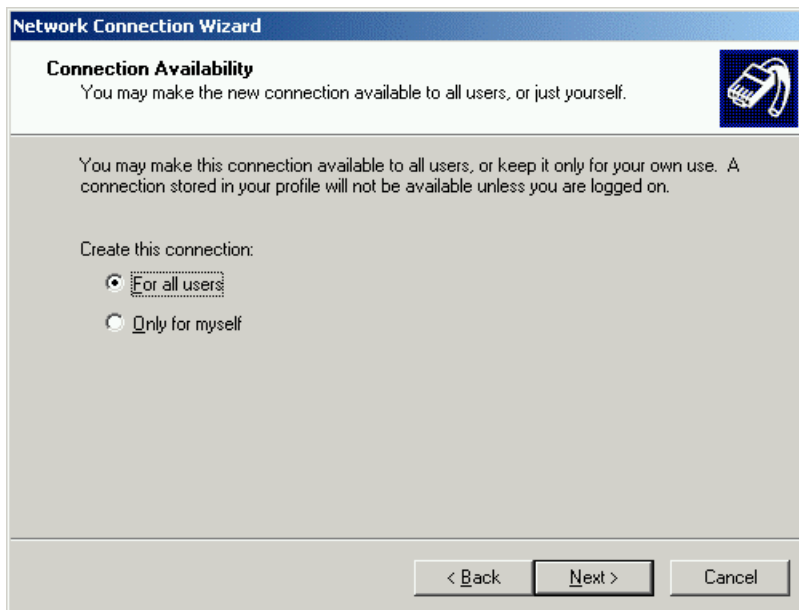 Network Connection Wizard
Connection Availability
You may make the new connection available to all users, or just yourself.
You may make this connection available to all users, or keep it only for your own use. A
connection stored in your profile will not be available unless you are logged on.
Create this connection:
For all users
Only for myself
< Back Next > Cancel